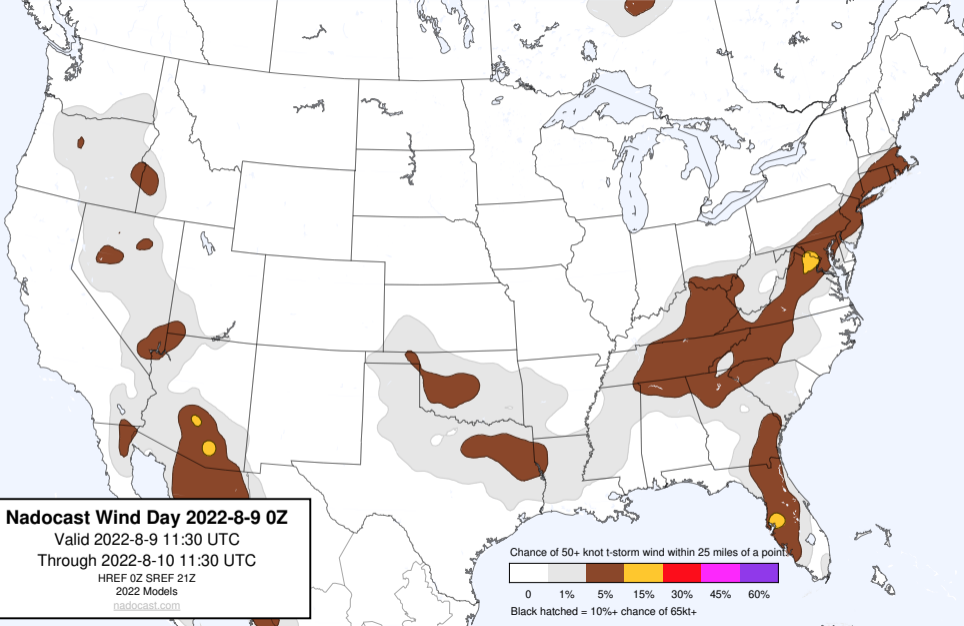 Nadocast Wind Day 2022-8-9 0Z
Valid 2022-8-9 11:30 UTC
Through 2022-8-10 11:30 UTC
HREF 0Z SREF 21Z
2022 Models
nadocast.com
Chance of 50+ knot t-storm wind within 25 miles of a point.
0 1% 5% 15% 30% 45% 60%
Black hatched = 10%+ chance of 65kt+